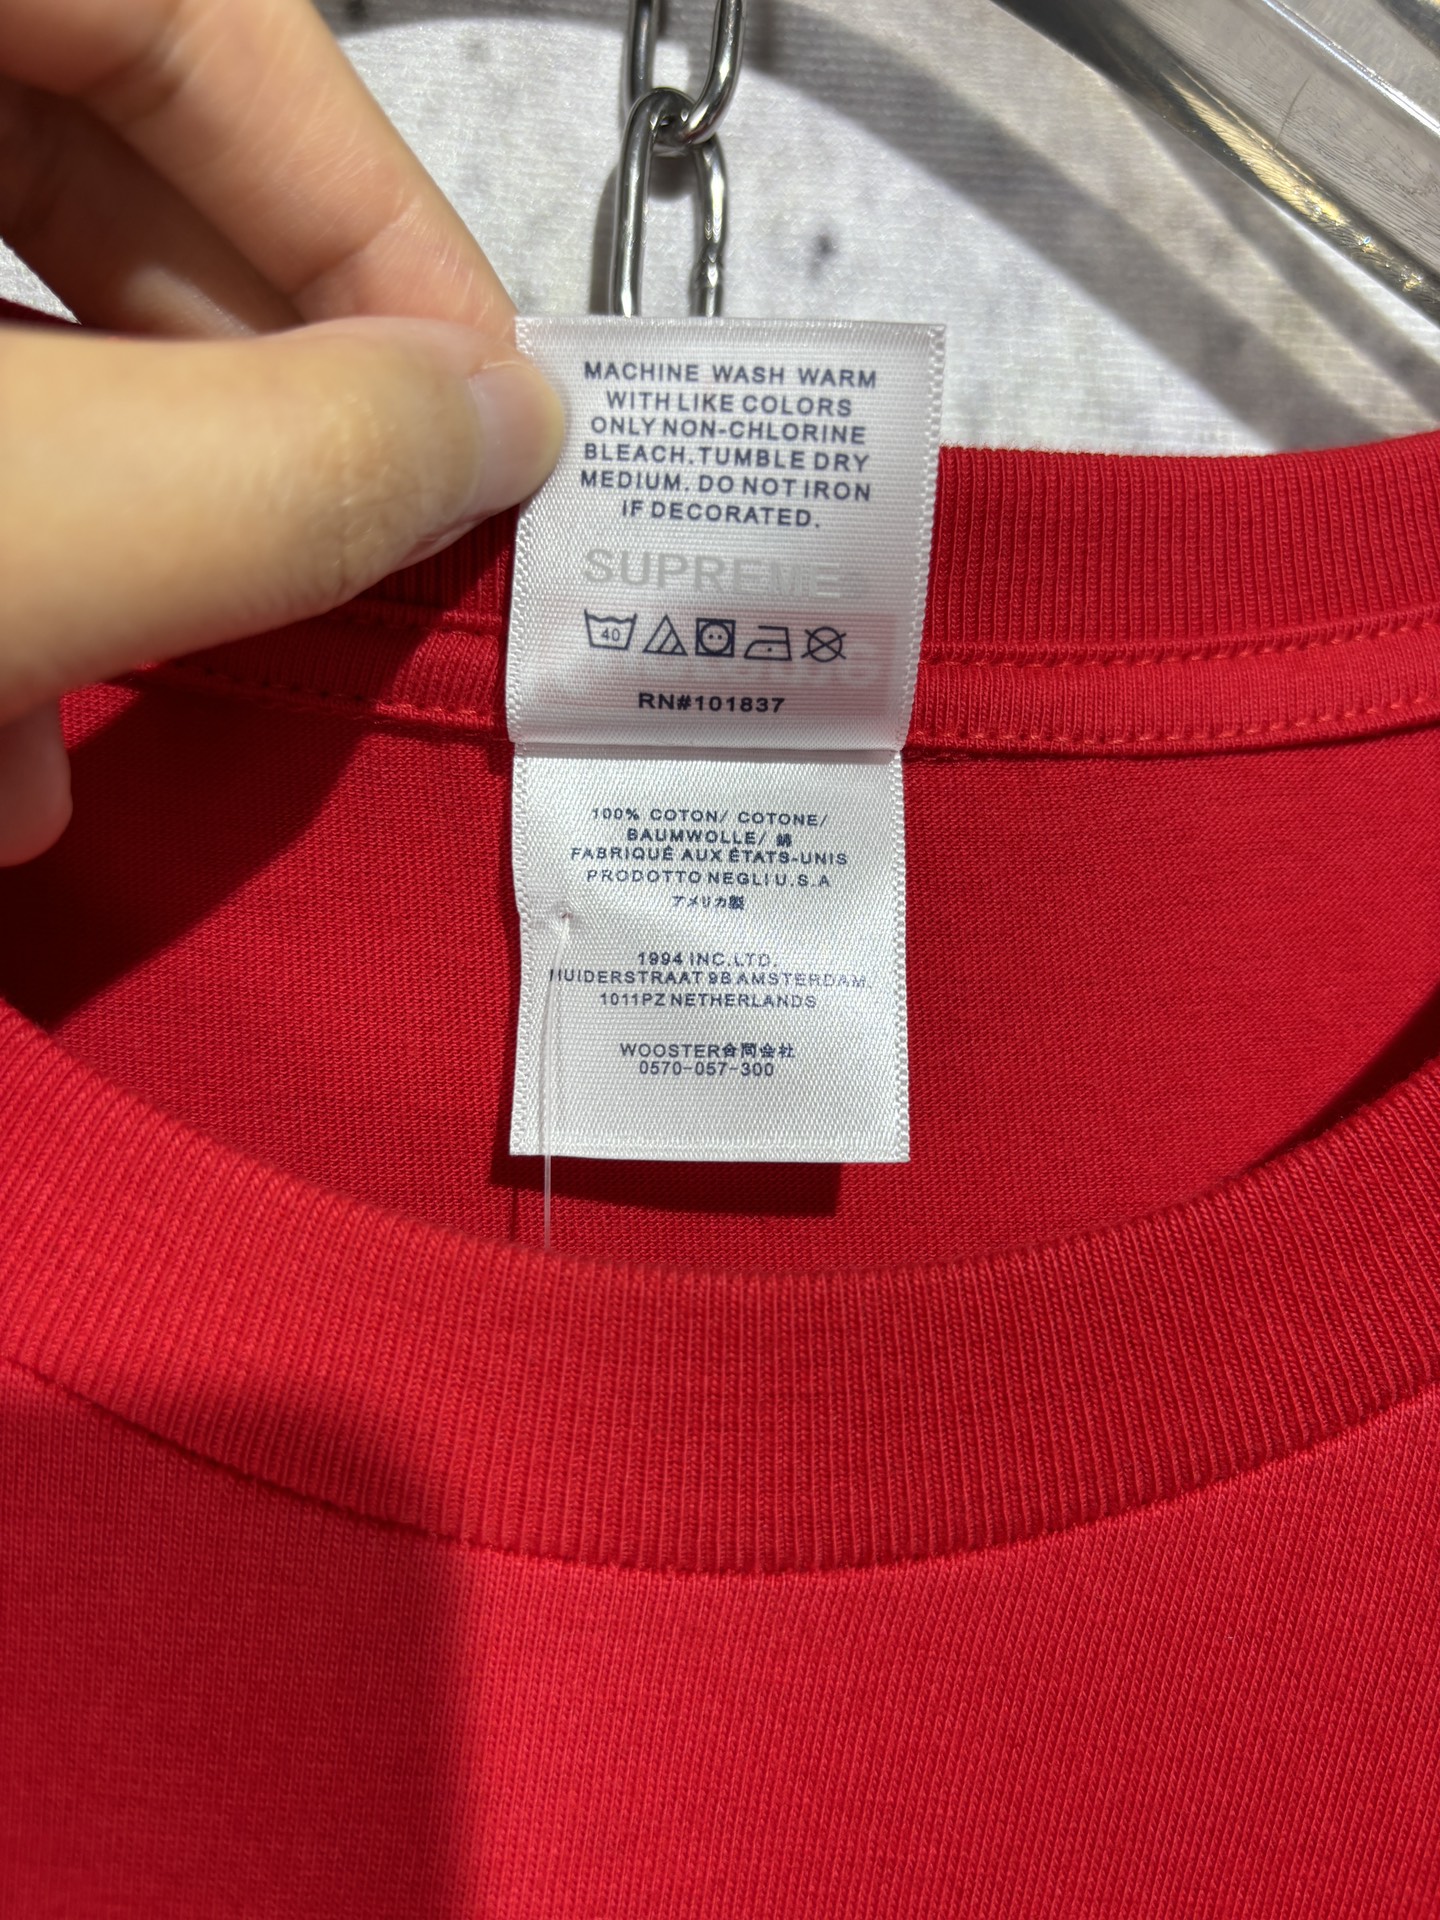 MACHINE WASH WARM
WITH LIKE COLORS
ONLY NON-CHLORINE
BLEACH. TUMBLE DRY
MEDIUM. DO NOT IRON
IF DECORATED.
SUPREME
40
RN#101837
100% COTON/ COTONE/
BAUMWOLLE/ 綿
FABRIQUÉ AUX ÉTATS-UNIS
PRODOTTO NEGLI U.S.A
アメリカ製
1994 INC. LTD.
HUIDERSTRAAT 9B AMSTERDAM,
1011PZ NETHERLANDS
WOOSTER合同会社
0570-057-300